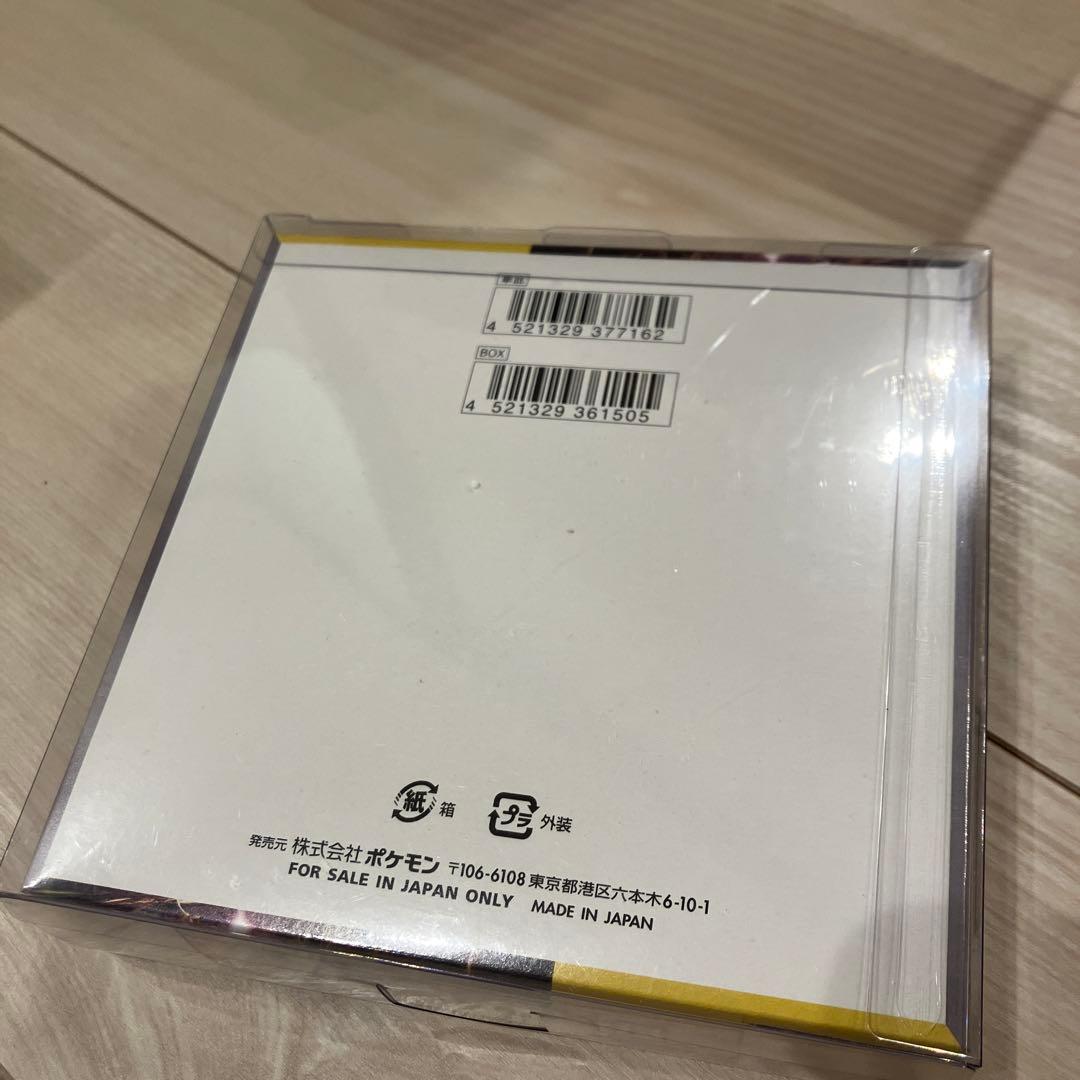 単品
4 521329 377162
BOX
4 521329 361505
紙 箱
プラ 外装
発売元 株式会社 ポケモン 〒106-6108 東京都港区六本木6-10-1
FOR SALE IN JAPAN ONLY MADE IN JAPAN